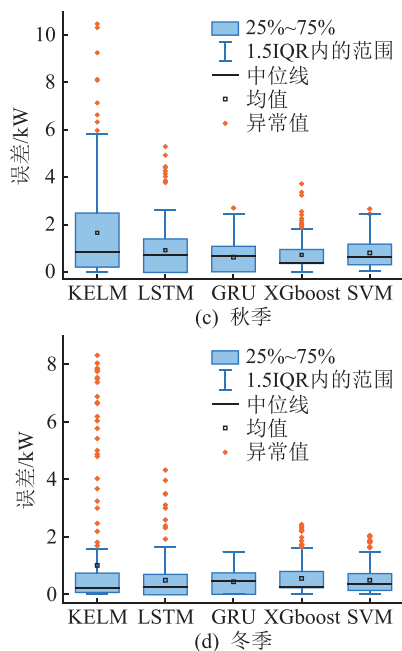 25%~75%
1.5IQR内的范围
中位线
均值
异常值
误差/kW
10
8
6
4
2
0
KELM LSTM GRU XGboost SVM
(c) 秋季
25%~75%
1.5IQR内的范围
中位线
均值
异常值
误差/kW
8
6
4
2
0
KELM LSTM GRU XGboost SVM
(d) 冬季